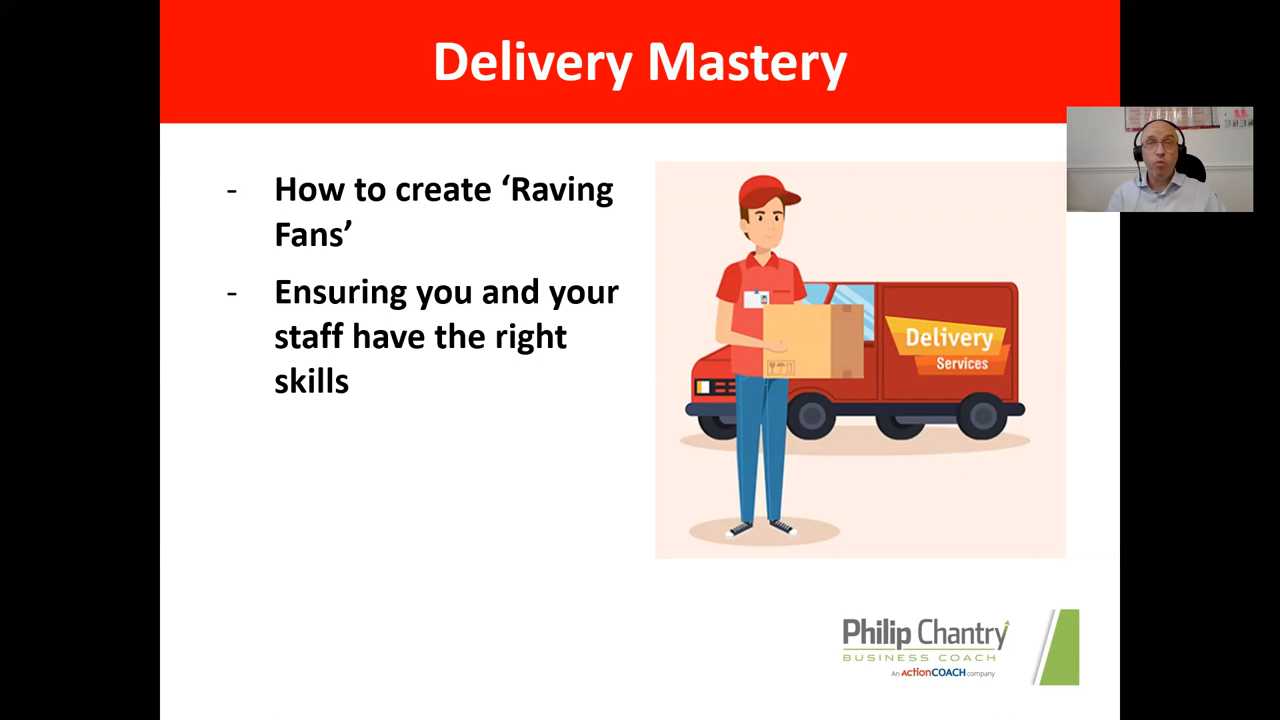 Delivery Mastery
- How to create ‘Raving
Fans’
- Ensuring you and your
staff have the right
skills
Delivery
Services
Philip Chantry
BUSINESS COACH
An ActionCOACH company